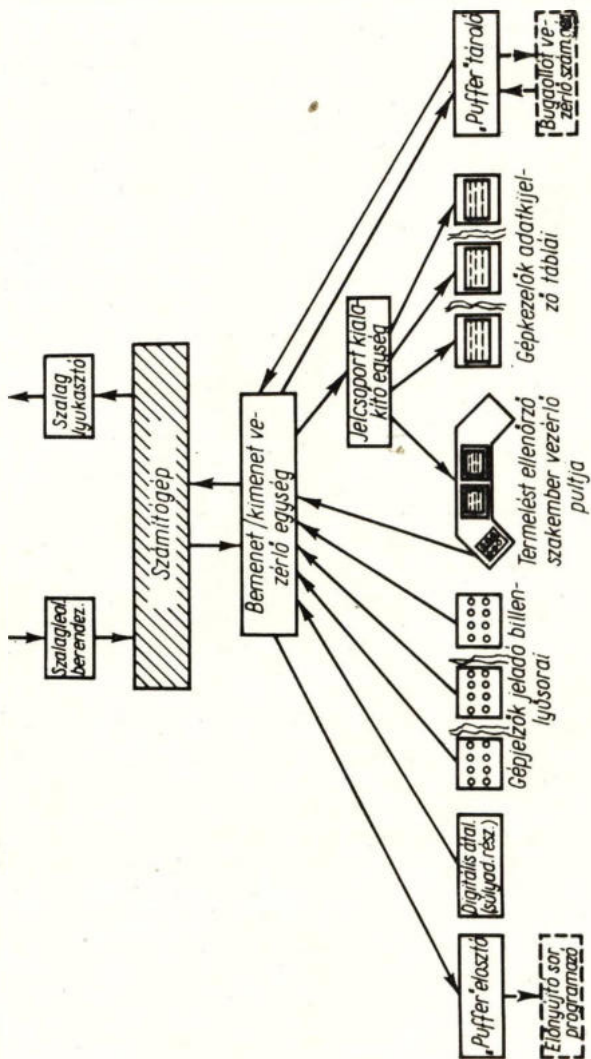 Szalagleol.
berendez.
Szalag
lyukasztó
Számítógép
Bemenet/kimenet ve-
zérlő egység
Jelcsoport kiala-
kító egység
„Puffer” elosztó
Előnyújtó sor
programozó
Digitális átal.
(súlyad. rész.)
Gépjelzők jeladó billen-
tyűsorai
Termelést ellenőrző
szakember vezérlő
pultja
Gépkezelők adatkijel-
ző táblái
„Puffer” tároló
Bugaollót ve-
zérlő